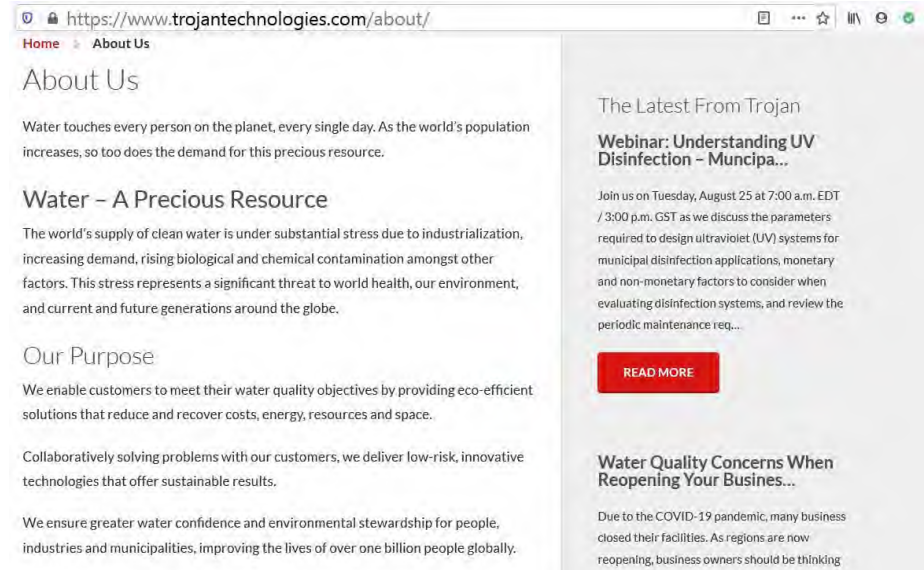 https://www.trojantechnologies.com/about/
Home About Us
About Us
Water touches every person on the planet, every single day. As the world's population
increases, so too does the demand for this precious resource.
Water – A Precious Resource
The world's supply of clean water is under substantial stress due to industrialization,
increasing demand, rising biological and chemical contamination amongst other
factors. This stress represents a significant threat to world health, our environment,
and current and future generations around the globe.
Our Purpose
We enable customers to meet their water quality objectives by providing eco-efficient
solutions that reduce and recover costs, energy, resources and space.
Collaboratively solving problems with our customers, we deliver low-risk, innovative
technologies that offer sustainable results.
We ensure greater water confidence and environmental stewardship for people,
industries and municipalities, improving the lives of over one billion people globally.
The Latest From Trojan
Webinar: Understanding UV
Disinfection – Muncipa...
Join us on Tuesday, August 25 at 7:00 a.m. EDT
/ 3:00 p.m. GST as we discuss the parameters
required to design ultraviolet (UV) systems for
municipal disinfection applications, monetary
and non-monetary factors to consider when
evaluating disinfection systems, and review the
periodic maintenance req...
READ MORE
Water Quality Concerns When
Reopening Your Busines...
Due to the COVID-19 pandemic, many business
closed their facilities. As regions are now
reopening, business owners should be thinking